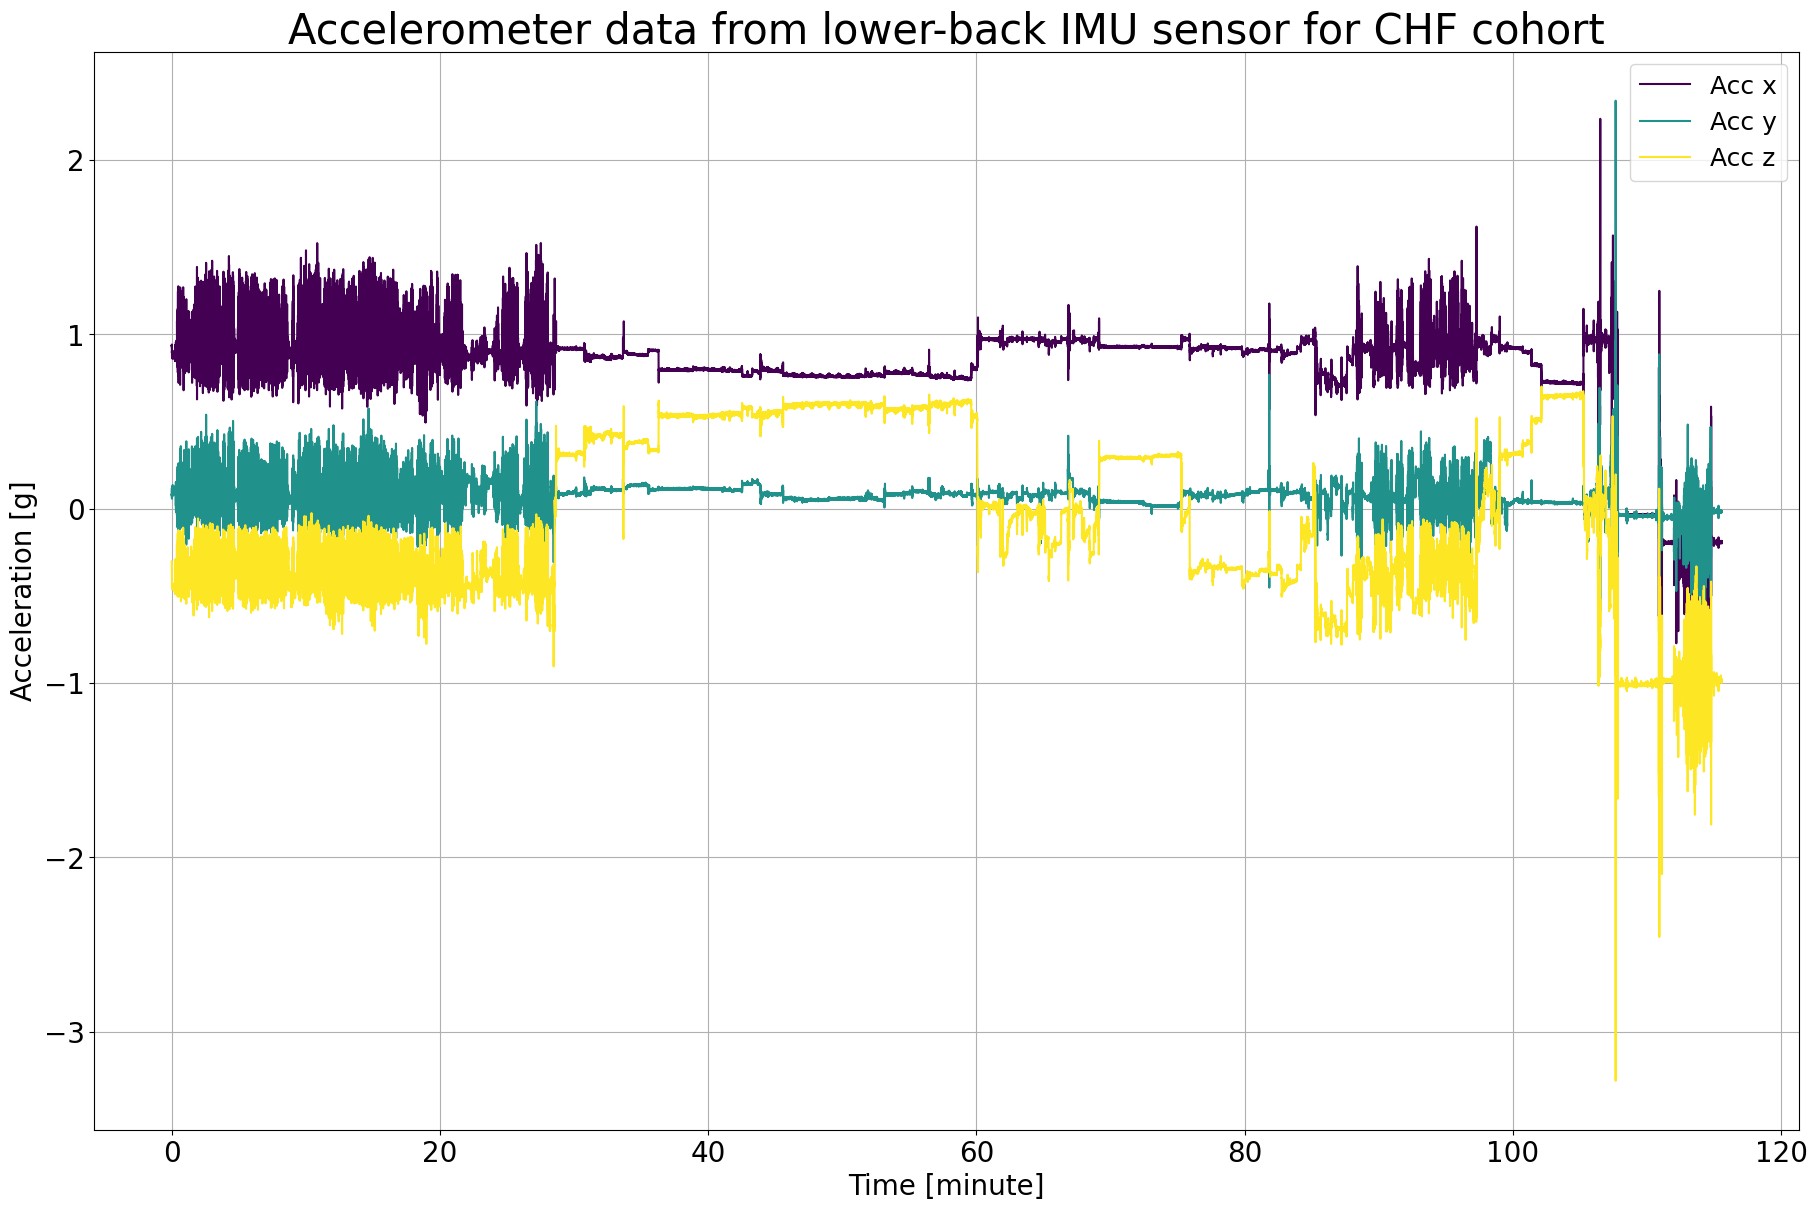 Accelerometer data from lower-back IMU sensor for CHF cohort
Acc x
Acc y
Acc z
Acceleration [g]
2
1
0
−1
−2
−3
0 20 40 60 80 100 120
Time [minute]